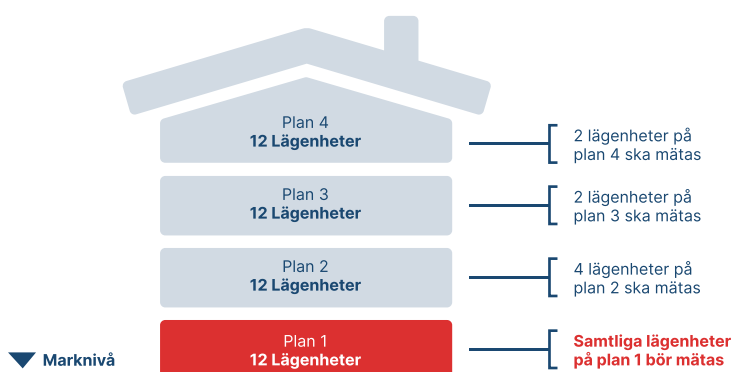 Plan 4
12 Lägenheter
2 lägenheter på
plan 4 ska mätas
Plan 3
12 Lägenheter
2 lägenheter på
plan 3 ska mätas
Plan 2
12 Lägenheter
4 lägenheter på
plan 2 ska mätas
Plan 1
12 Lägenheter
Samtliga lägenheter
på plan 1 bör mätas
Marknivå